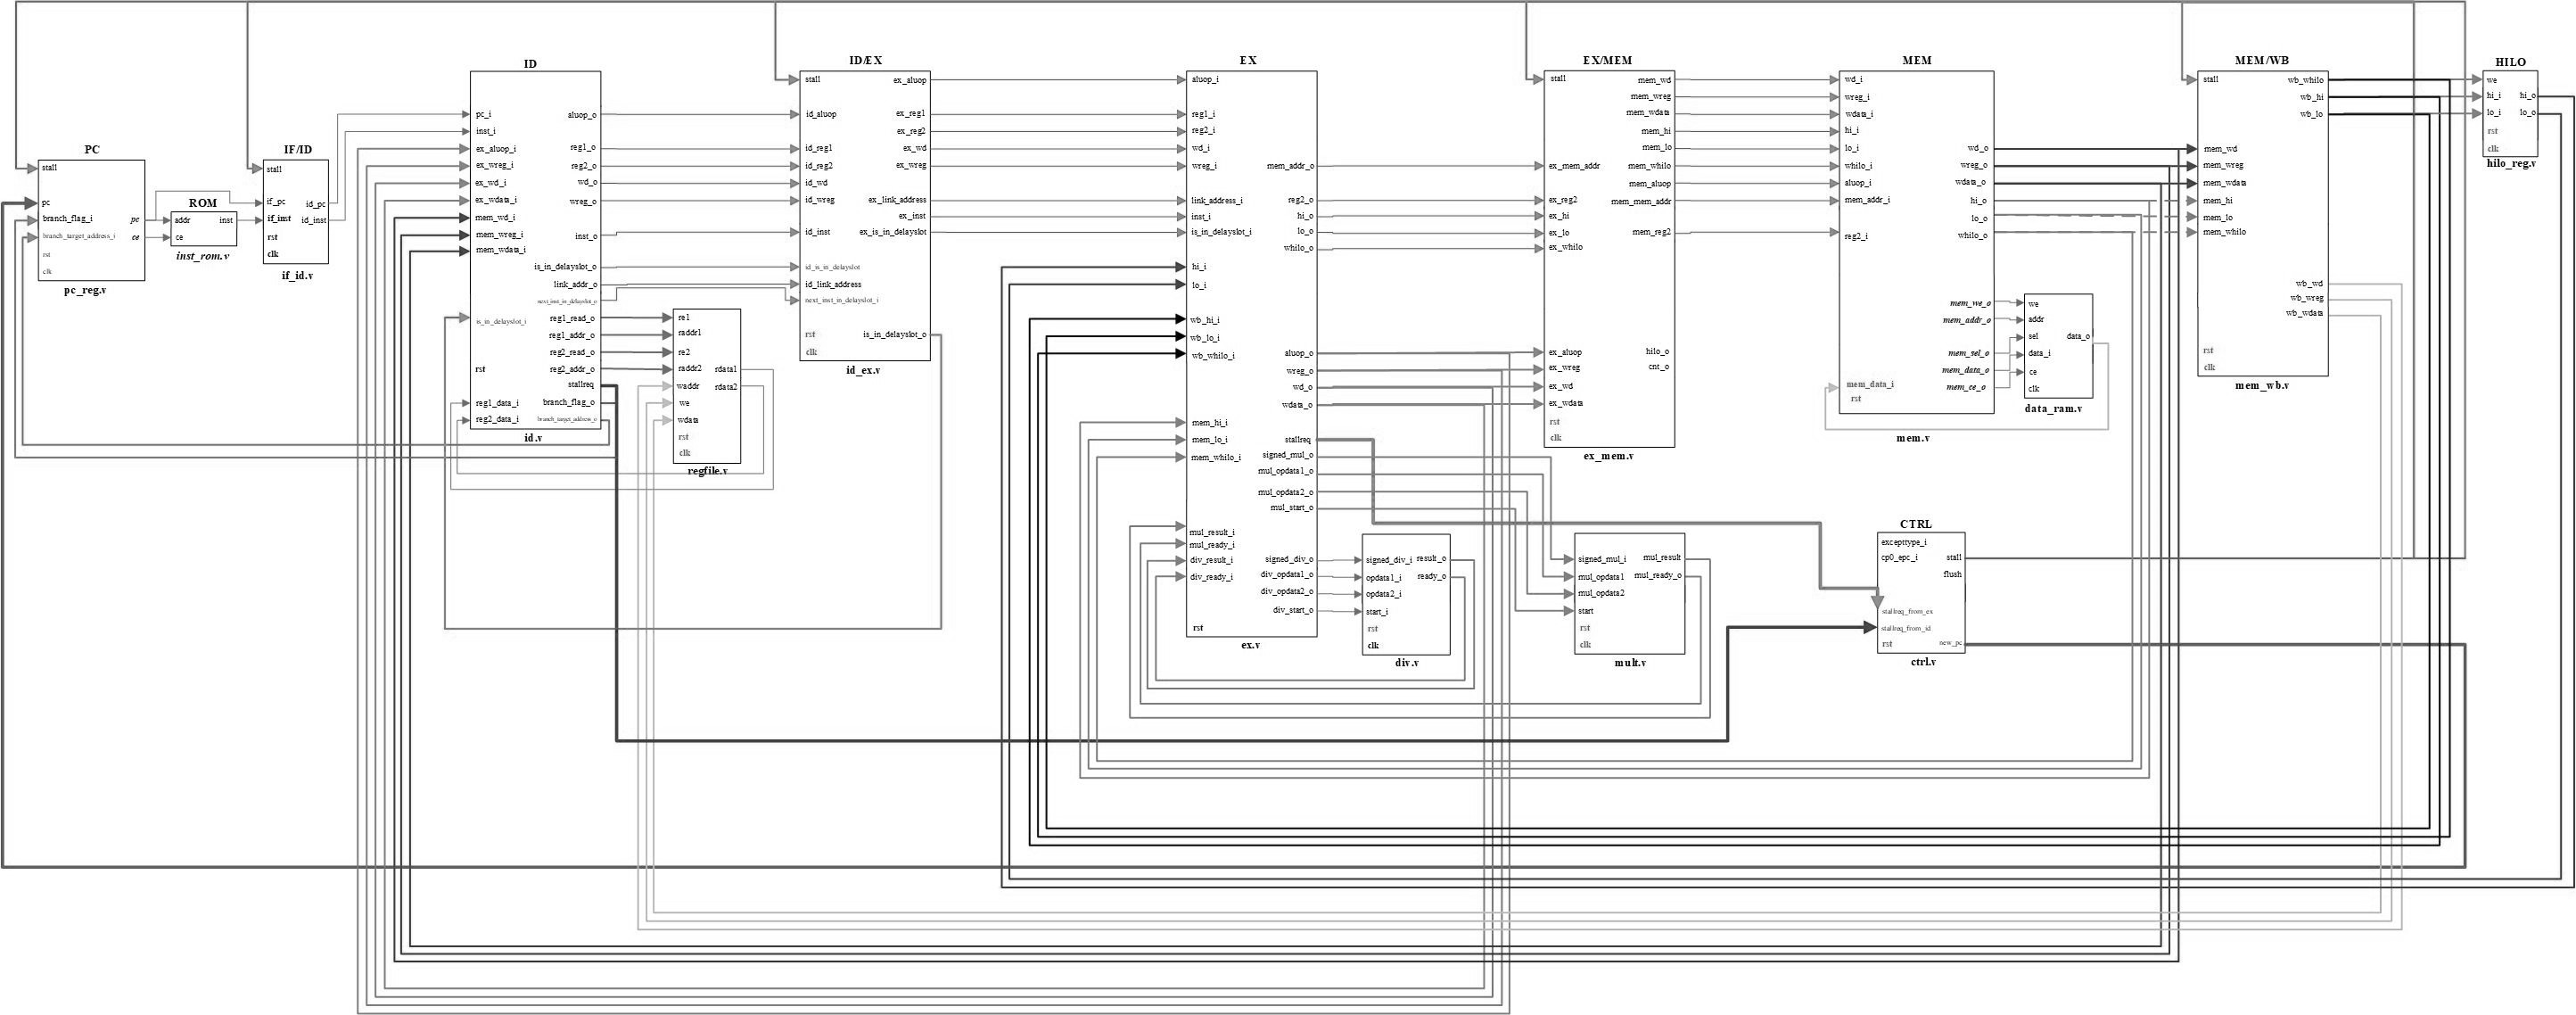 PC
stall
pc
branch_flag_i
branch_target_address_i
rst
clk
pc
ce
pc_reg.v
ROM
addr
inst
ce
inst_rom.v
IF/ID
stall
if_pc
if_inst
rst
clk
id_pc
id_inst
if_id.v
ID
pc_i
inst_i
ex_aluop_i
ex_wreg_i
ex_wd_i
ex_wdata_i
mem_wd_i
mem_wreg_i
mem_wdata_i
is_in_delayslot_i
rst
reg1_data_i
reg2_data_i
aluop_o
reg1_o
reg2_o
wd_o
wreg_o
inst_o
is_in_delayslot_o
link_addr_o
next_inst_in_delayslot_o
reg1_read_o
reg1_addr_o
reg2_read_o
reg2_addr_o
stallreq
branch_flag_o
branch_target_address_o
id.v
re1
raddr1
re2
raddr2
waddr
we
wdata
rst
clk
rdata1
rdata2
regfile.v
ID/EX
stall
id_aluop
id_reg1
id_reg2
id_wd
id_wreg
id_inst
id_is_in_delayslot
id_link_address
next_inst_in_delayslot_i
rst
clk
ex_aluop
ex_reg1
ex_reg2
ex_wd
ex_wreg
ex_link_address
ex_inst
ex_is_in_delayslot
is_in_delayslot_o
id_ex.v
EX
aluop_i
reg1_i
reg2_i
wd_i
wreg_i
link_address_i
inst_i
is_in_delayslot_i
hi_i
lo_i
wb_hi_i
wb_lo_i
wb_whilo_i
mem_hi_i
mem_lo_i
mem_whilo_i
mul_result_i
mul_ready_i
div_result_i
div_ready_i
rst
mem_addr_o
reg2_o
hi_o
lo_o
whilo_o
aluop_o
wreg_o
wd_o
wdata_o
stallreq
signed_mul_o
mul_opdata1_o
mul_opdata2_o
mul_start_o
signed_div_o
div_opdata1_o
div_opdata2_o
div_start_o
ex.v
signed_div_i
opdata1_i
opdata2_i
start_i
rst
clk
result_o
ready_o
div.v
EX/MEM
stall
ex_mem_addr
ex_reg2
ex_hi
ex_lo
ex_whilo
ex_aluop
ex_wreg
ex_wd
ex_wdata
rst
clk
mem_wd
mem_wreg
mem_wdata
mem_hi
mem_lo
mem_whilo
mem_aluop
mem_mem_addr
mem_reg2
hilo_o
cnt_o
ex_mem.v
signed_mul_i
mul_opdata1
mul_opdata2
start
rst
clk
mul_result
mul_ready_o
mult.v
MEM
wd_i
wreg_i
wdata_i
hi_i
lo_i
whilo_i
aluop_i
mem_addr_i
reg2_i
mem_data_i
rst
wd_o
wreg_o
wdata_o
hi_o
lo_o
whilo_o
mem_we_o
mem_addr_o
mem_sel_o
mem_data_o
mem_ce_o
mem.v
we
addr
sel
data_i
ce
clk
data_o
data_ram.v
CTRL
excepttype_i
cp0_epc_i
stallreq_from_ex
stallreq_from_id
rst
stall
flush
new_pc
ctrl.v
MEM/WB
stall
mem_wd
mem_wreg
mem_wdata
mem_hi
mem_lo
mem_whilo
rst
clk
wb_whilo
wb_hi
wb_lo
wb_wd
wb_wreg
wb_wdata
mem_wb.v
HILO
we
hi_i
lo_i
rst
clk
hi_o
lo_o
hilo_reg.v